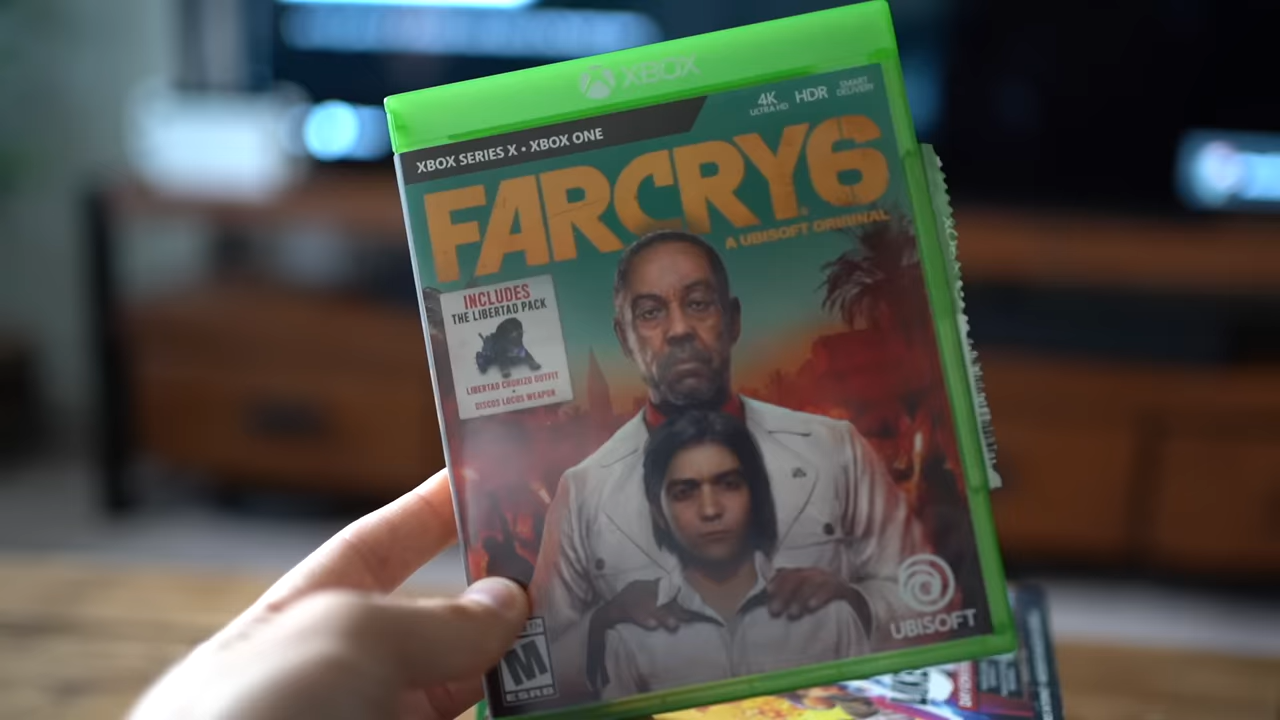 XBOX
4K
ULTRA HD
HDR
SMART
DELIVERY
XBOX SERIES X • XBOX ONE
FARCRY6
A UBISOFT ORIGINAL
INCLUDES
THE LIBERTAD PACK
LIBERTAD CHORIZO OUTFIT
•
DISCOS LOCOS WEAPON
UBISOFT
M
ESRB